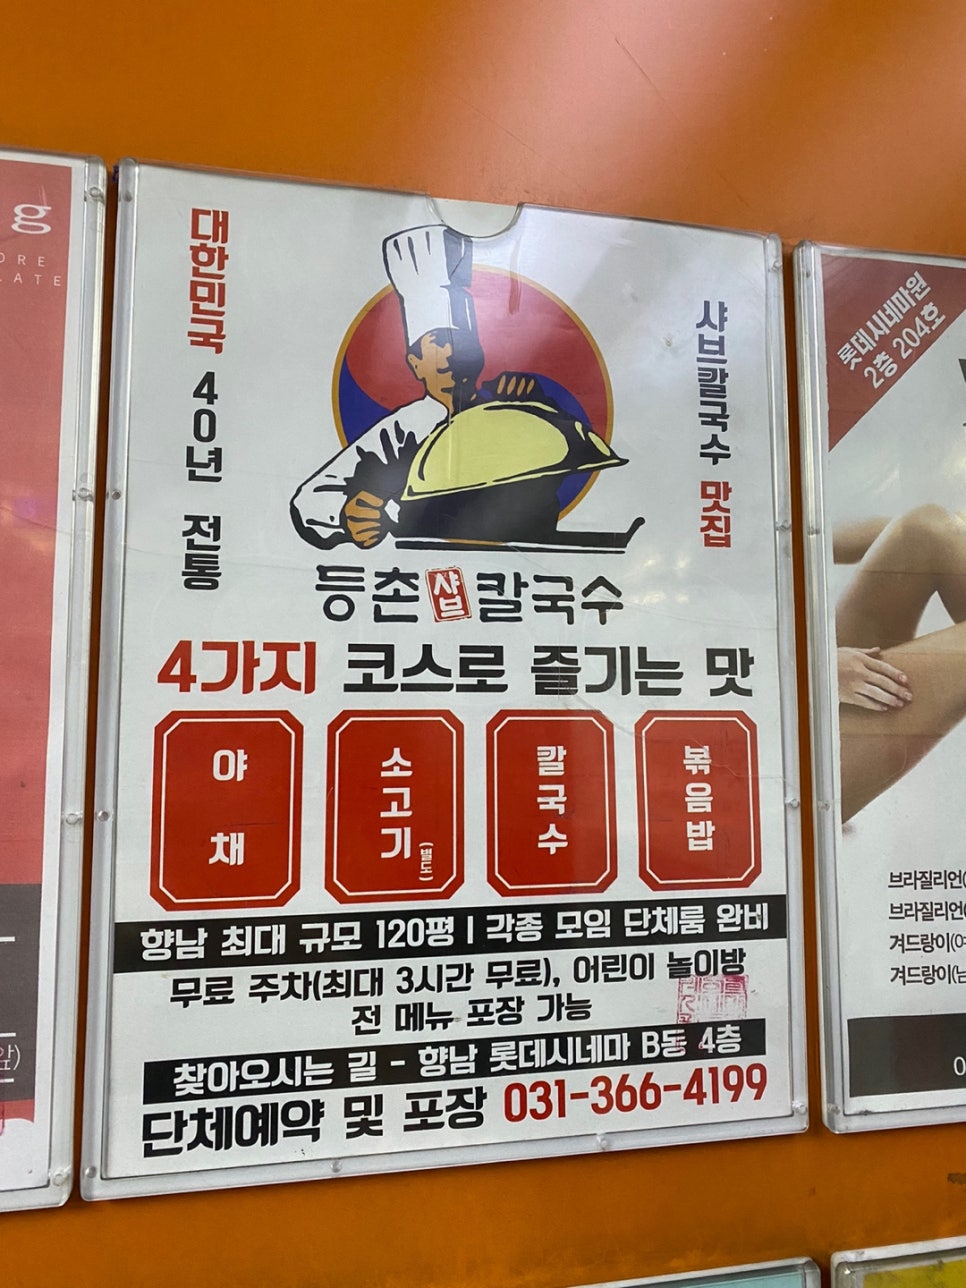 g
ORE
LATE
앞)
대한민국 40년 전통
샤브칼국수 맛집
등촌샤브칼국수
4가지 코스로 즐기는 맛
야채
소고기(별도)
칼국수
볶음밥
향남 최대 규모 120평 | 각종 모임 단체룸 완비
무료 주차(최대 3시간 무료), 어린이 놀이방
전 메뉴 포장 가능
찾아오시는 길 - 향남 롯데시네마 B동 4층
단체예약 및 포장 031-366-4199
롯데시네마원
2층 204호
브라질리언(
브라질리언(
겨드랑이(여
겨드랑이(남
0